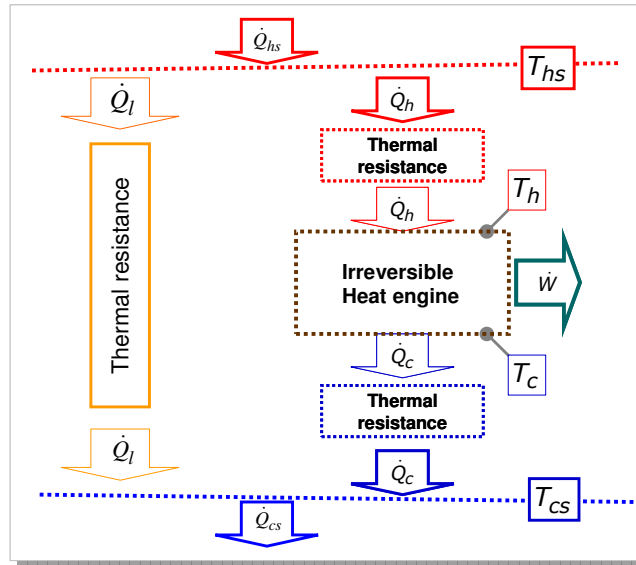 Q̇hs
Ths
Q̇l
Q̇h
Thermal
resistance
Th
Q̇h
Thermal resistance
Irreversible
Heat engine
Ẇ
Q̇c
Tc
Thermal
resistance
Q̇l
Q̇c
Tcs
Q̇cs